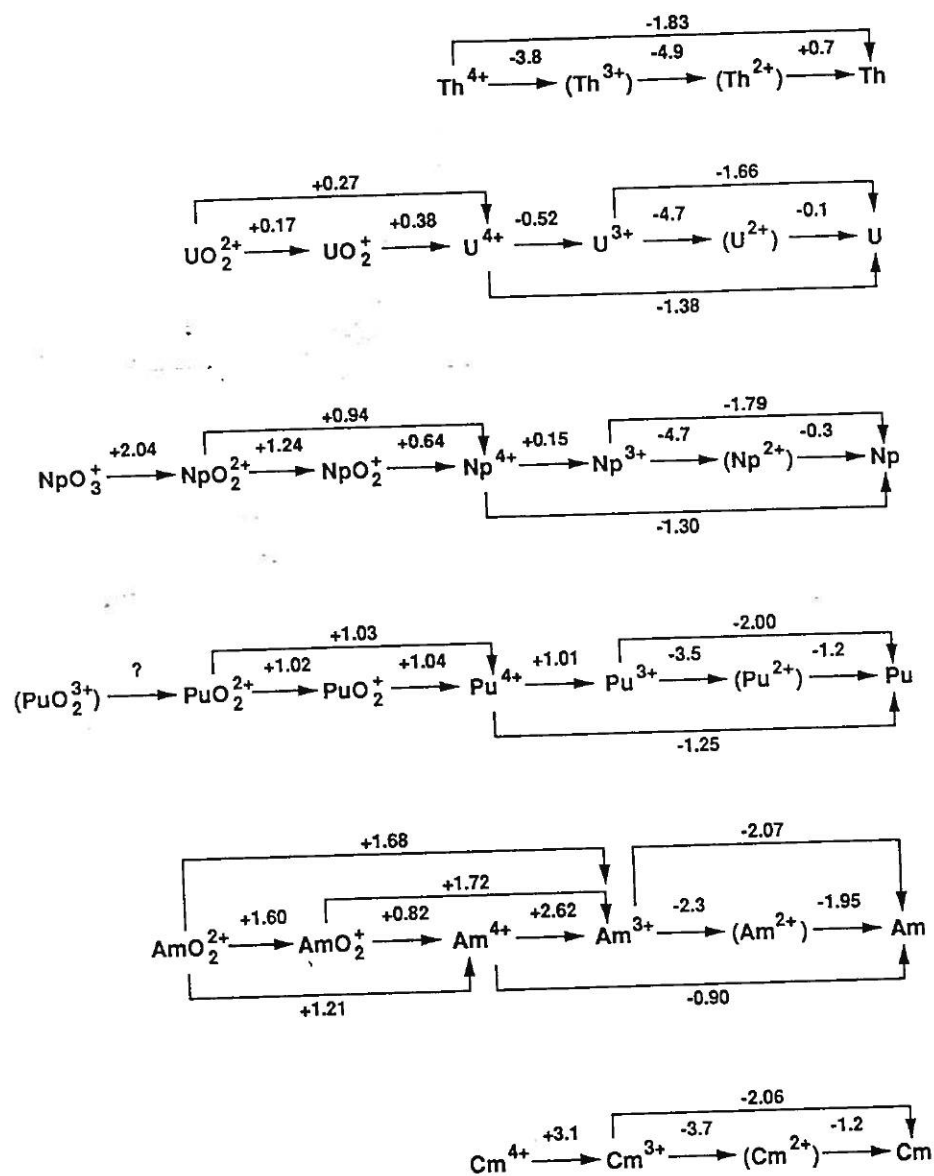 -1.83
-3.8 -4.9 +0.7
Th4+ (Th3+) (Th2+) Th
+0.27 -1.66
+0.17 +0.38 -0.52 -4.7 -0.1
UO2 2+ UO2 + U4+ U3+ (U2+) U
-1.38
+0.94 -1.79
+2.04 +1.24 +0.64 +0.15 -4.7 -0.3
NpO3 + NpO2 2+ NpO2 + Np4+ Np3+ (Np2+) Np
-1.30
+1.03 -2.00
? +1.02 +1.04 +1.01 -3.5 -1.2
(PuO2 3+) PuO2 2+ PuO2 + Pu4+ Pu3+ (Pu2+) Pu
-1.25
+1.68 -2.07
+1.72
+1.60 +0.82 +2.62 -2.3 -1.95
AmO2 2+ AmO2 + Am4+ Am3+ (Am2+) Am
+1.21 -0.90
-2.06
+3.1 -3.7 -1.2
Cm4+ Cm3+ (Cm2+) Cm